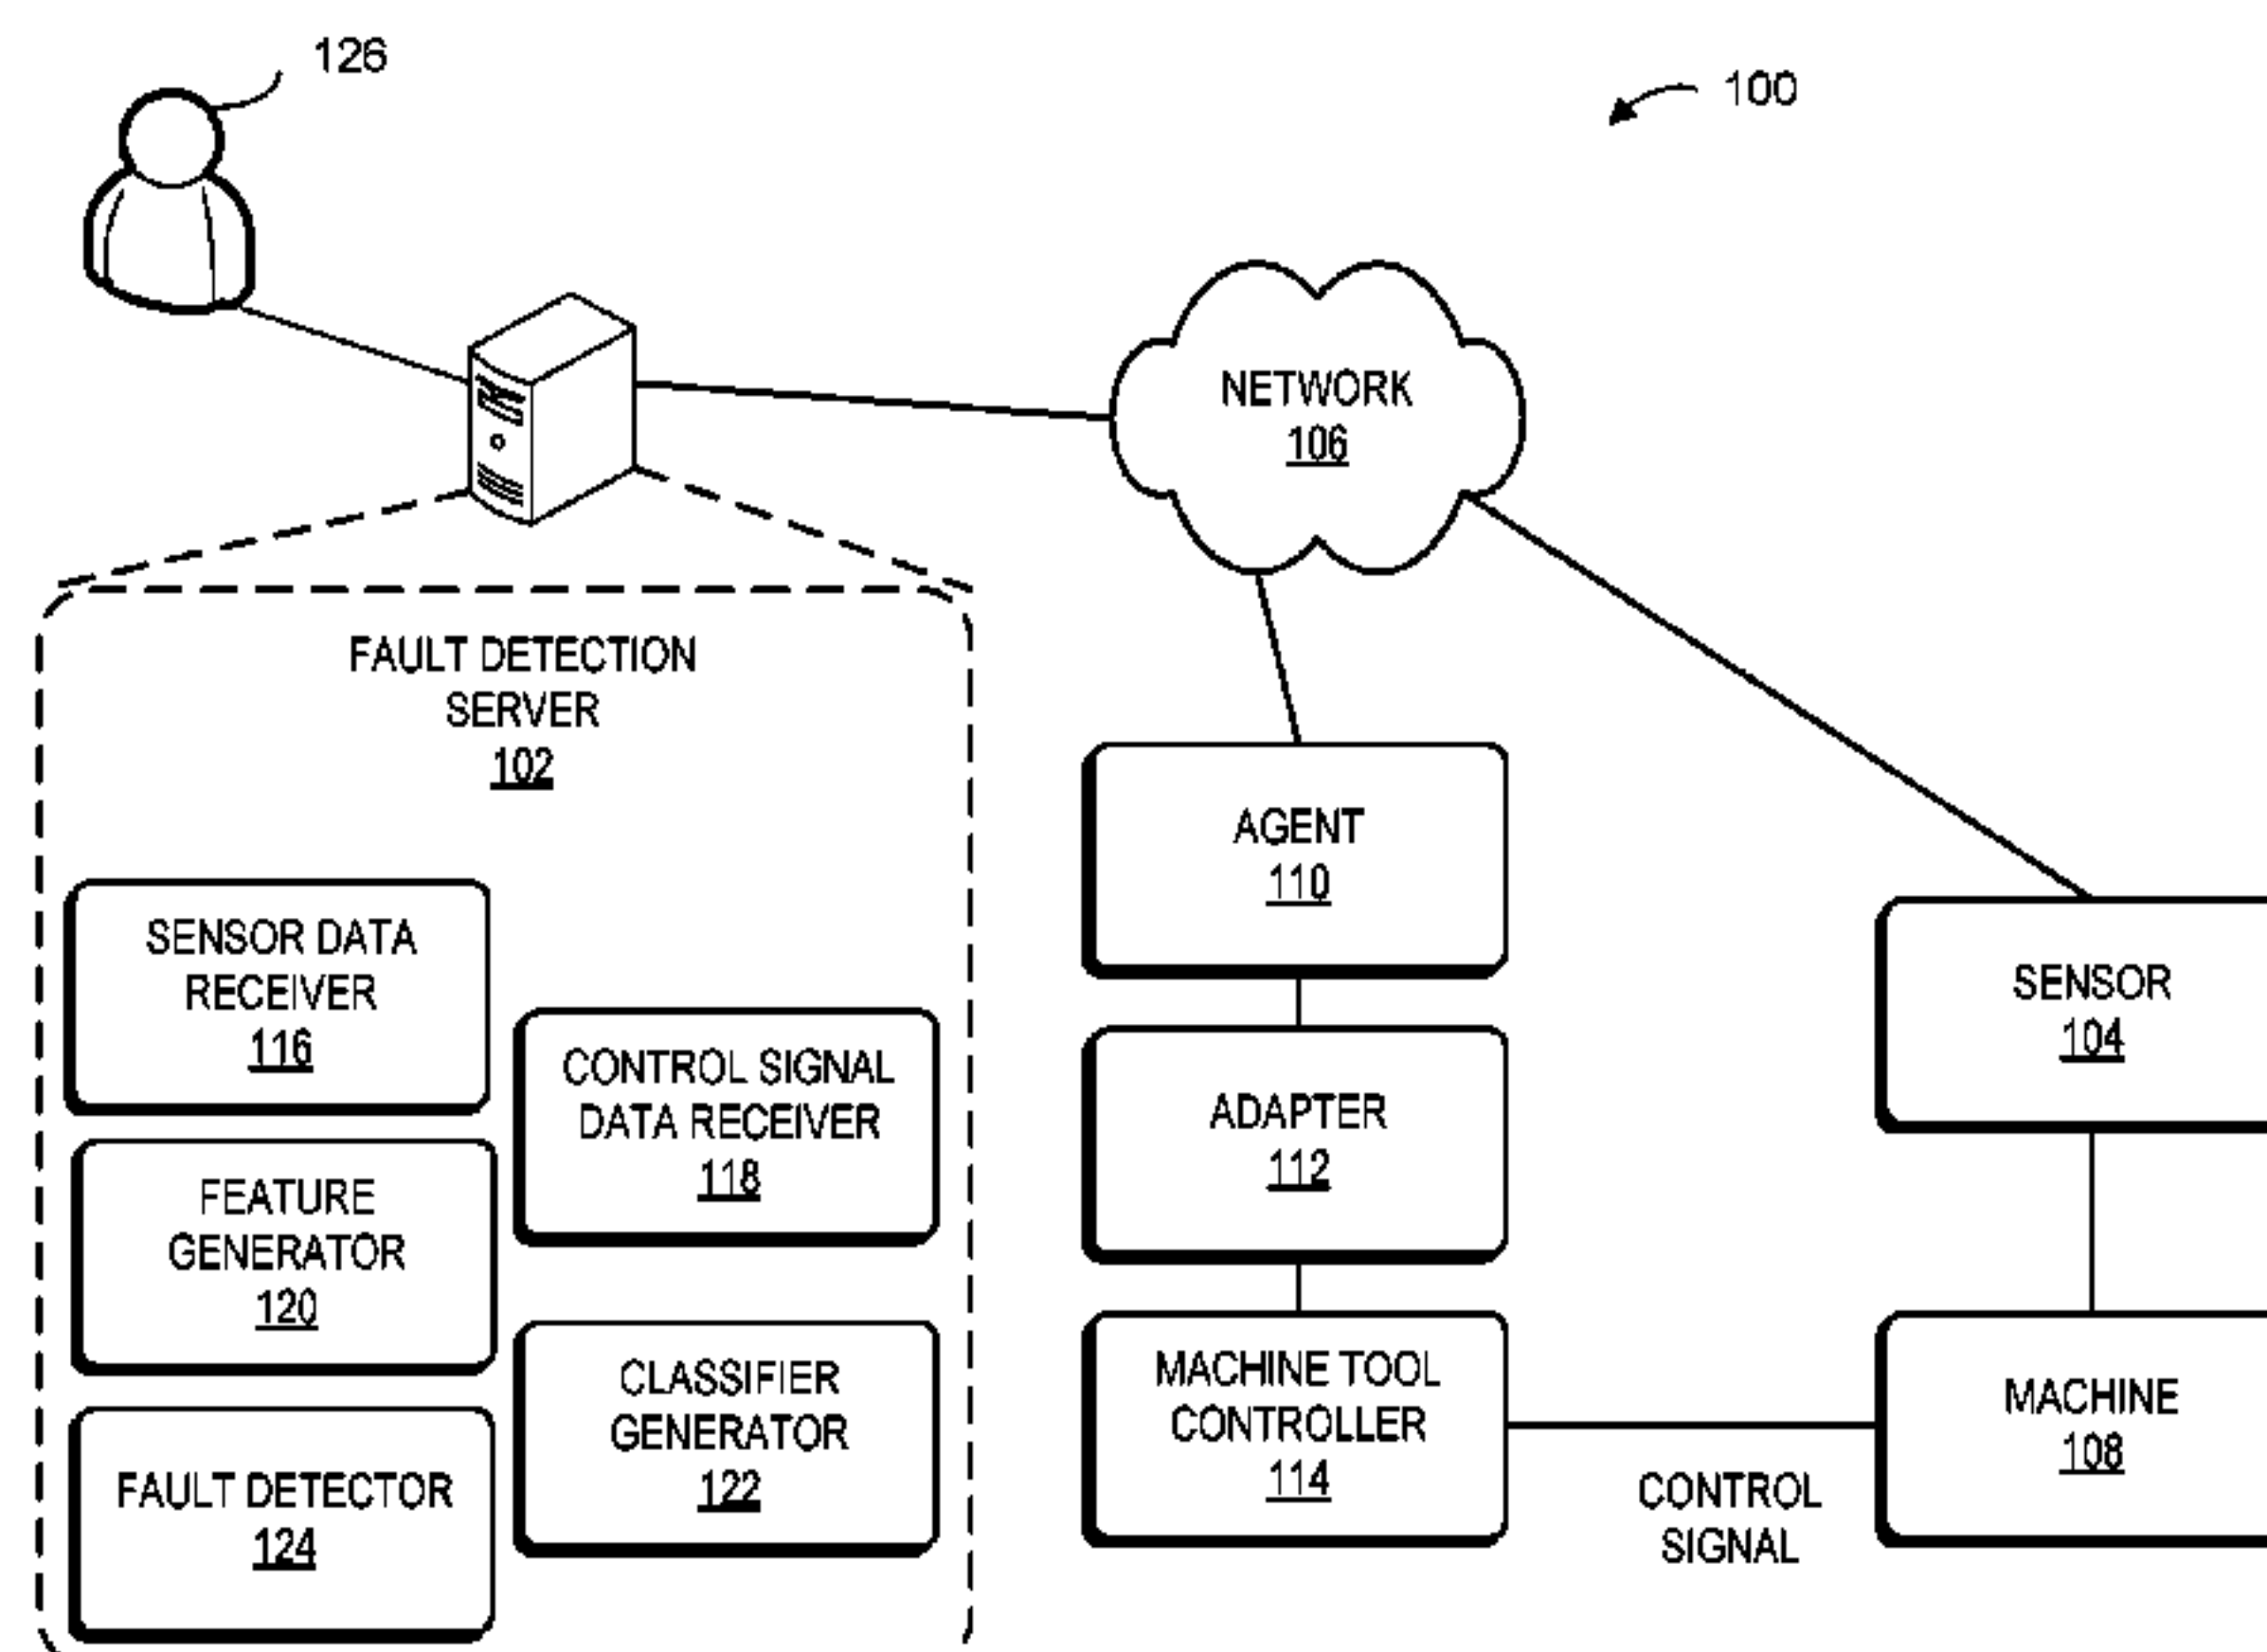 126
100
NETWORK
106
FAULT DETECTION
SERVER
102
SENSOR DATA
RECEIVER
116
CONTROL SIGNAL
DATA RECEIVER
118
FEATURE
GENERATOR
120
CLASSIFIER
GENERATOR
122
FAULT DETECTOR
124
AGENT
110
ADAPTER
112
MACHINE TOOL
CONTROLLER
114
CONTROL
SIGNAL
SENSOR
104
MACHINE
108